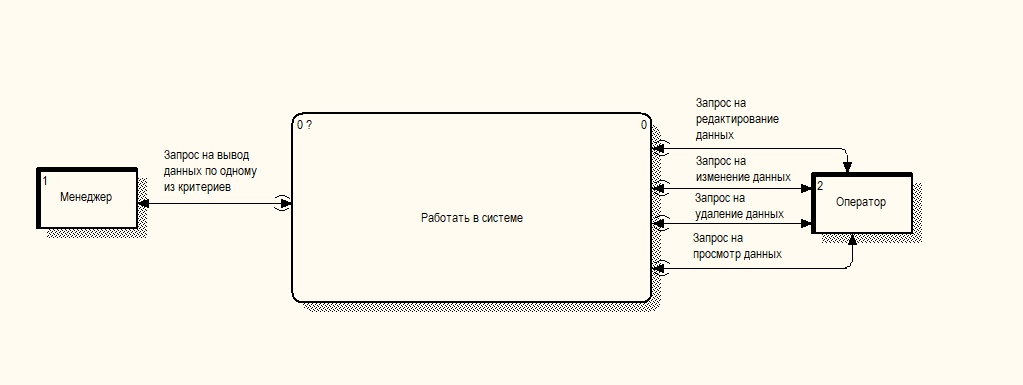 1
Менеджер
Запрос на вывод
данных по одному
из критериев
0 ?
0
Работать в системе
Запрос на
редактирование
данных
Запрос на
изменение данных
Запрос на
удаление данных
Запрос на
просмотр данных
2
Оператор